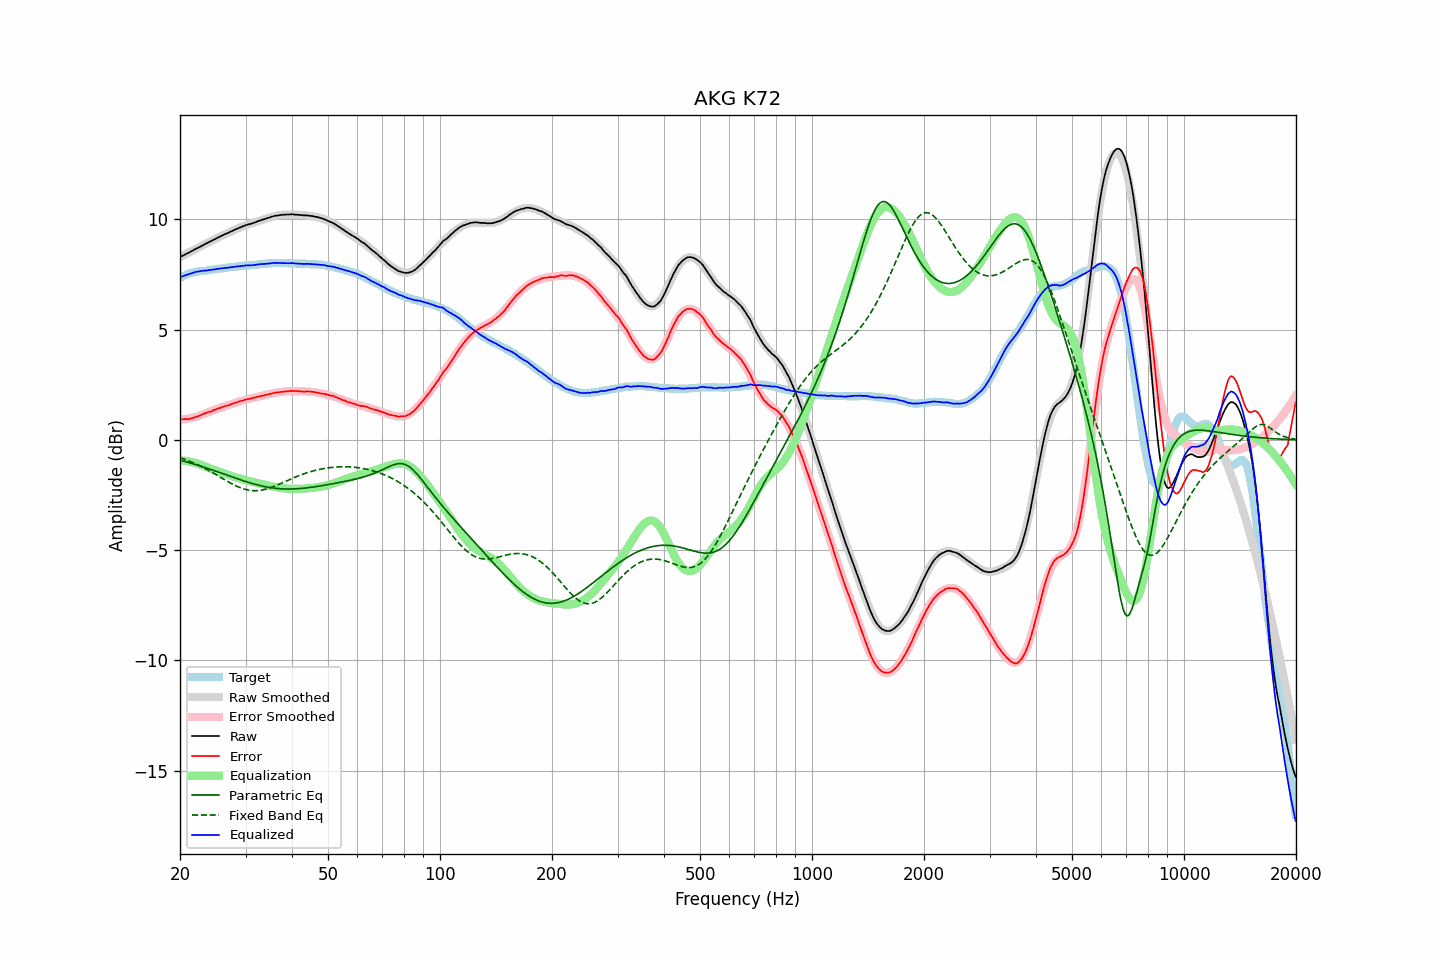 AKG K72
Amplitude (dBr)
10
5
0
−5
−10
−15
Target
Raw Smoothed
Error Smoothed
Raw
Error
Equalization
Parametric Eq
Fixed Band Eq
Equalized
20 50 100 200 500 1000 2000 5000 10000 20000
Frequency (Hz)